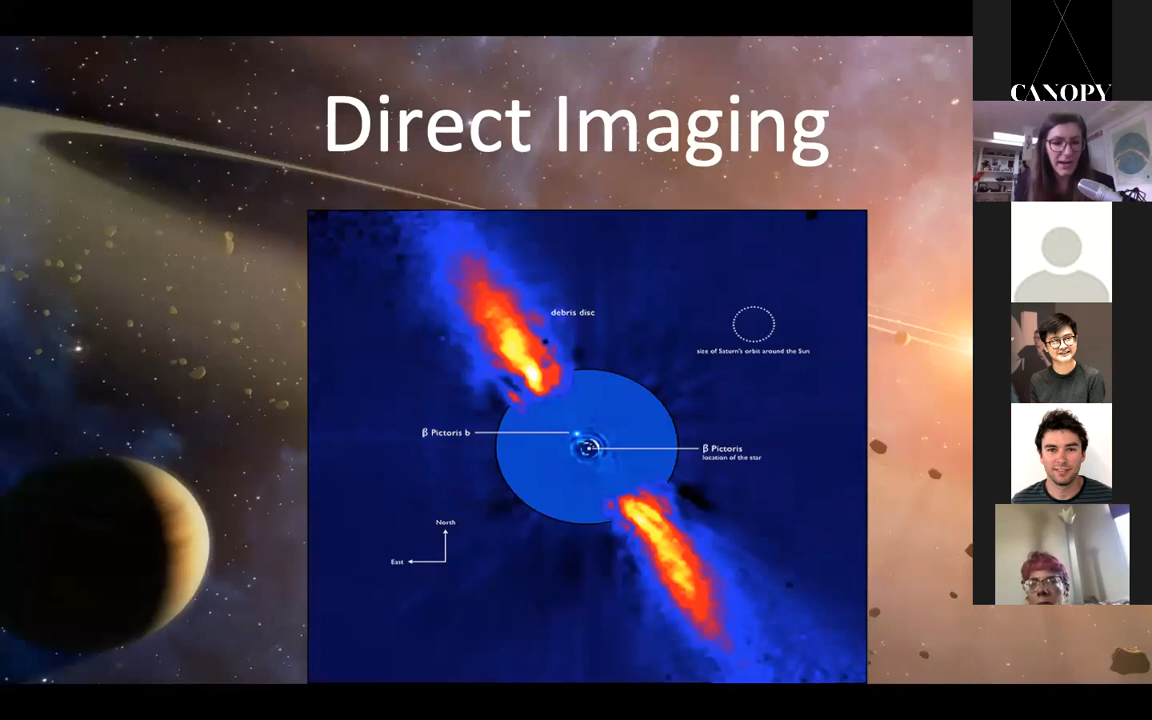 CANOPY
Direct Imaging
debris disc
size of Saturn's orbit around the Sun
β Pictoris b
β Pictoris
location of the star
North
East